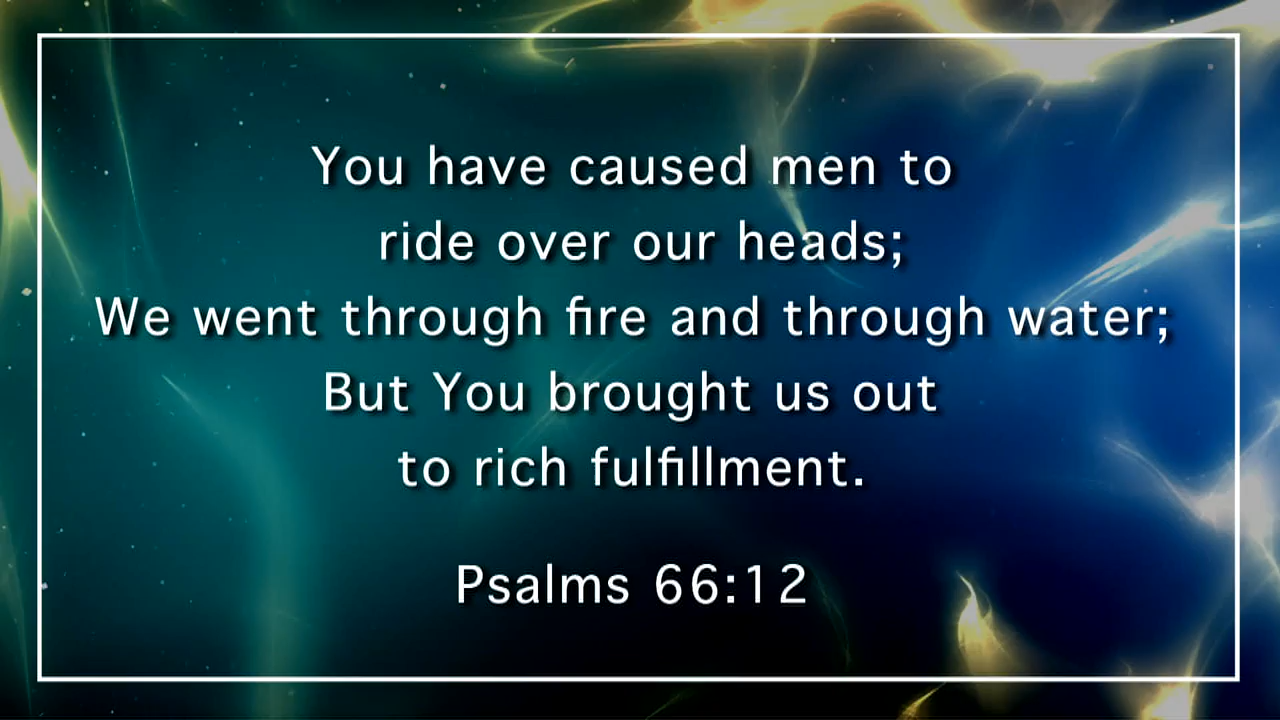 You have caused men to
ride over our heads;
We went through fire and through water;
But You brought us out
to rich fulfillment.
Psalms 66:12